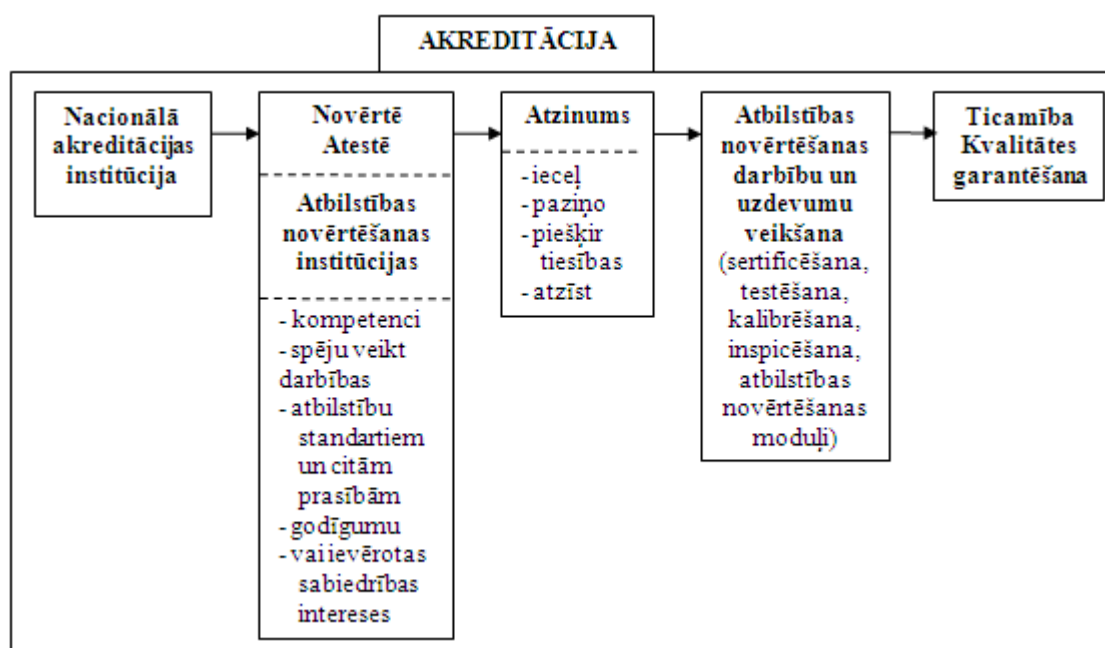 AKREDITĀCIJA
Nacionālā
akreditācijas
institūcija
Novērtē
Atestē
Atbilstības
novērtēšanas
institūcijas
- kompetenci
- spēju veikt
darbības
- atbilstību
standartiem
un citām
prasībām
- godīgumu
- vai ievērotas
sabiedrības
intereses
Atzinums
- ieceļ
- paziņo
- piešķir
tiesības
- atzīst
Atbilstības
novērtēšanas
darbību un
uzdevumu
veikšana
(sertificēšana,
testēšana,
kalibrēšana,
inspicēšana,
atbilstības
novērtēšanas
moduļi)
Ticamība
Kvalitātes
garantēšana